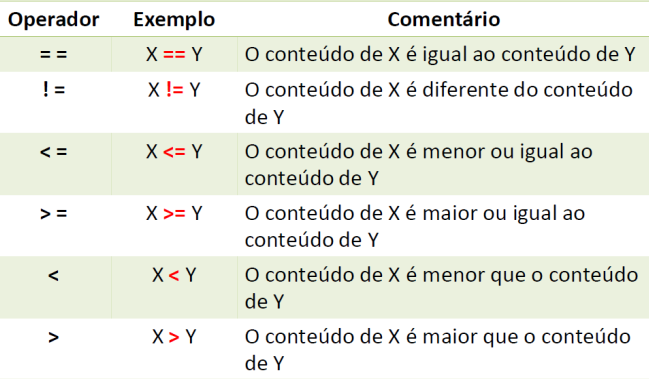 Operador Exemplo Comentário
= = X == Y O conteúdo de X é igual ao conteúdo de Y
! = X != Y O conteúdo de X é diferente do conteúdo
de Y
< = X <= Y O conteúdo de X é menor ou igual ao
conteúdo de Y
> = X >= Y O conteúdo de X é maior ou igual ao
conteúdo de Y
< X < Y O conteúdo de X é menor que o conteúdo
de Y
> X > Y O conteúdo de X é maior que o conteúdo
de Y